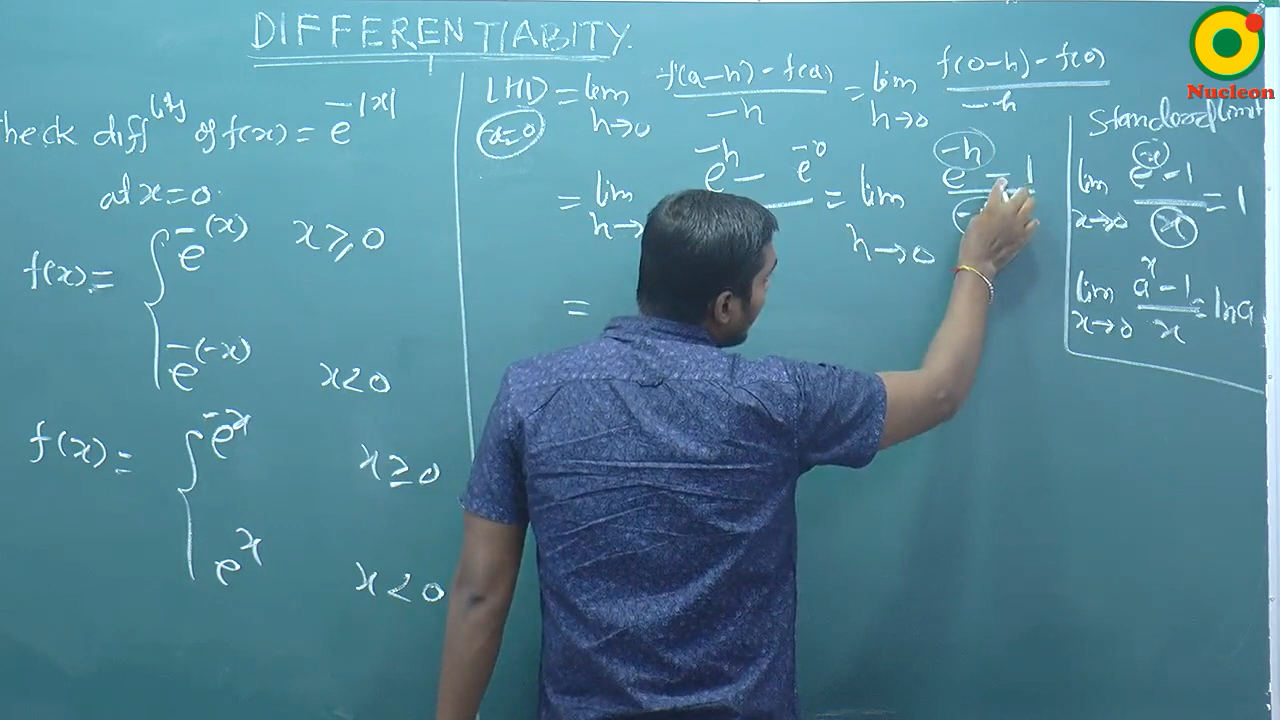 DIFFERENTIABITY.
Check diff^lity of f(x) = e^-|x|
at x=0.
f(x)= { e^-(x) x ⩾ 0
e^-(-x) x<0
f(x)= { e^-x x ≥ 0
e^x x<0
LHD = lim h→0 f(a-h) - f(a) / -h = lim h→0 f(0-h) - f(0) / -h
(a=0)
= lim h→ e^-h - e^-0 = lim h→0 e^-h - 1
=
Standard limit
lim x→0 e^x - 1 / x = 1
lim x→0 a^x - 1 / x = ln a
Nucleon